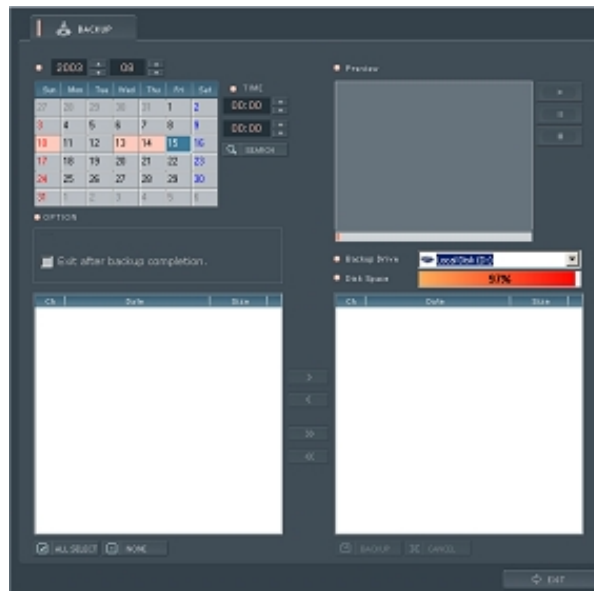 BACKUP
2003 08
Sun Mon Tue Wed Thu Fri Sat
27 28 29 30 31 1 2
3 4 5 6 7 8 9
10 11 12 13 14 15 16
17 18 19 20 21 22 23
24 25 26 27 28 29 30
31 1 2 3 4 5 6
TIME
00:00
00:00
SEARCH
Preview
OPTION
Exit after backup completion.
Backup Drive Local Disk
Disk Space 97%
Ch Date Size
Ch Date Size
>
<
>>
<<
ALL SELECT NONE
BACKUP CANCEL
EXIT